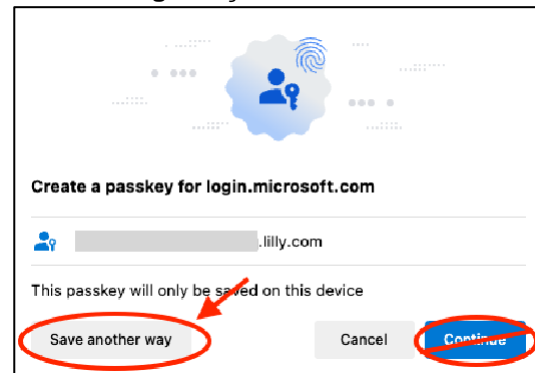 Create a passkey for login.microsoft.com
.lilly.com
This passkey will only be saved on this device
Save another way
Cancel
Continue